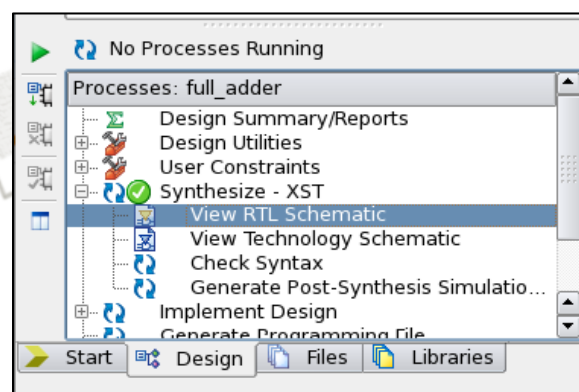 No Processes Running
Processes: full_adder
Design Summary/Reports
Design Utilities
User Constraints
Synthesize - XST
View RTL Schematic
View Technology Schematic
Check Syntax
Generate Post-Synthesis Simulatio...
Implement Design
Generate Programming File
Start Design Files Libraries